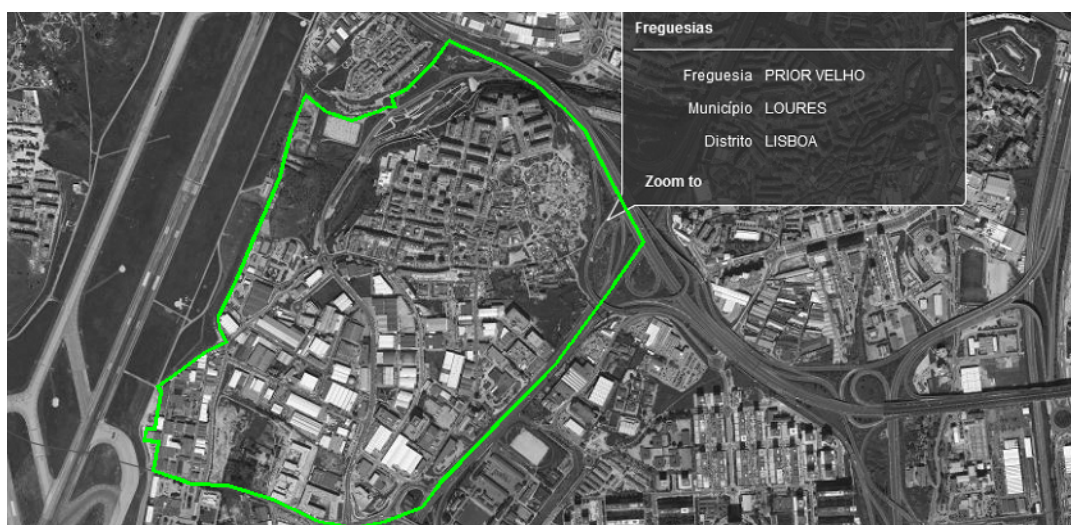 Freguesias
Freguesia PRIOR VELHO
Município LOURES
Distrito LISBOA
Zoom to